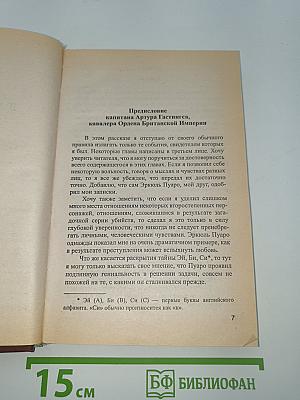 Предисловие
капитана Артура Гастингса,
кавалера Ордена Британской Империи
В этом рассказе я отступаю от своего обычного
правила излагать только те события, свидетелем которых
я был. Некоторые главы написаны в третьем лице. Хочу
уверить читателя, что я могу поручиться за достоверность
всего содержащегося в этих главах. Если я позволил себе
некоторую вольность, говоря о мыслях и чувствах разных
лиц, то я все же убежден, что передал их достаточно
точно. Добавлю, что сам Эркюль Пуаро, мой друг, одоб-
рил мои записки.
Хочу также заметить, что если я уделил слишком
много места отношениям некоторых второстепенных пер-
сонажей, отношениям, сложившимся в результате зага-
дочной серии убийств, то сделал я это только в силу
глубокой уверенности, что никогда не следует пренебре-
гать личными, человеческими чувствами. Эркюль Пуаро
однажды показал мне на очень драматичном примере, как
в результате преступления может возникнуть любовь.
Что же касается раскрытия тайны Эй, Би, Си*, то тут
я могу только высказать свое мнение, что Пуаро проявил
подлинную гениальность в решении задачи, совсем не
похожей на те, с какими он сталкивался прежде.
* Эй (A), Би (B), Си (C) — первые буквы английского
алфавита. «Си» обычно произносится как «к».
7
15 СМ
БФ БИБЛИОФАН